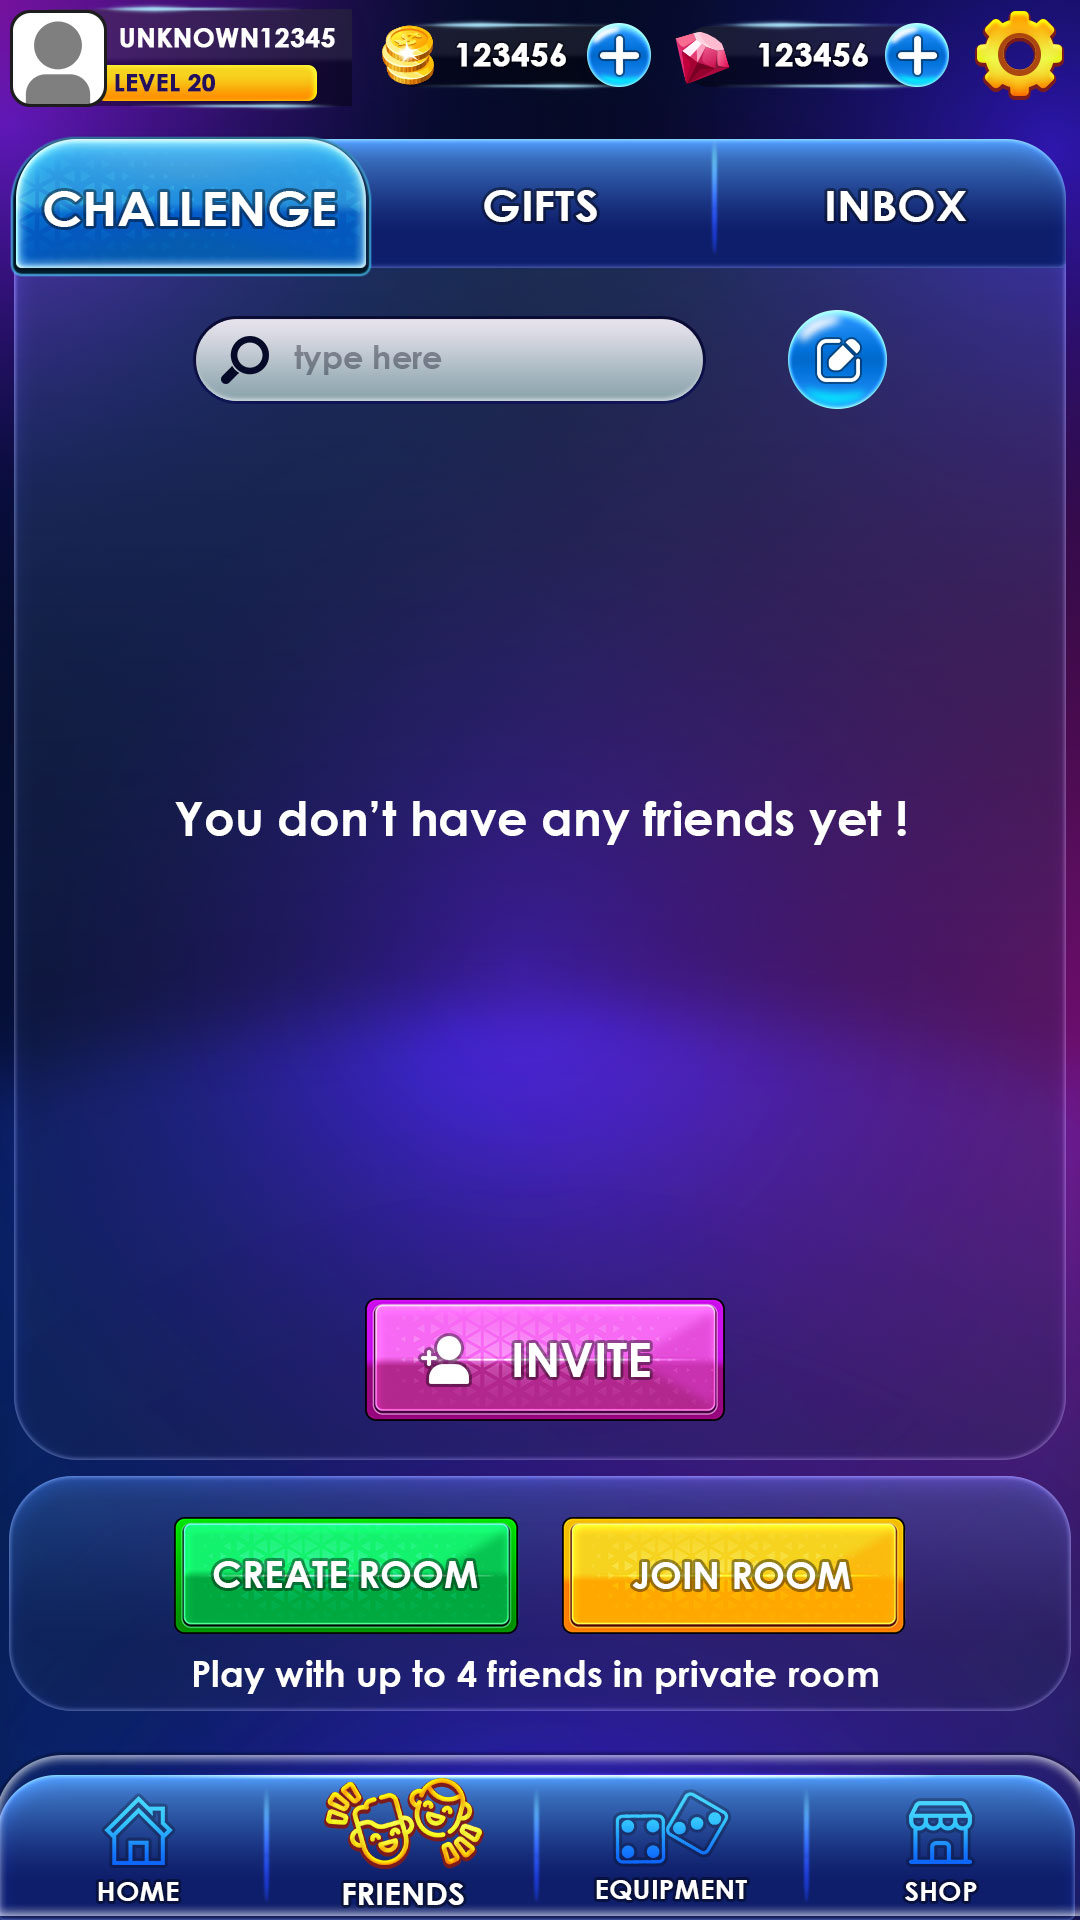 UNKNOWN12345
LEVEL 20
123456
123456
CHALLENGE
GIFTS
INBOX
type here
You don’t have any friends yet !
INVITE
CREATE ROOM
JOIN ROOM
Play with up to 4 friends in private room
HOME
FRIENDS
EQUIPMENT
SHOP